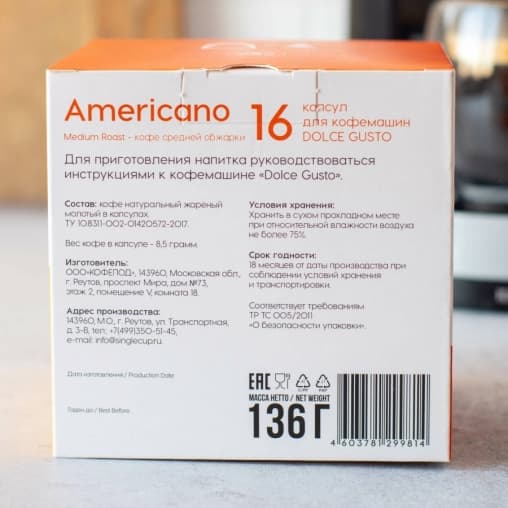 Americano
Medium Roast - кофе средней обжарки
16
капсул
для кофемашин
DOLCE GUSTO
Для приготовления напитка руководствоваться
инструкциями к кофемашине «Dolce Gusto».
Состав: кофе натуральный жареный
молотый в капсулах.
ТУ 108311-002-01420572-2017.
Вес кофе в капсуле - 8,5 грамм.
Изготовитель:
ООО«КОФЕПОД», 143960, Московская обл.,
г. Реутов, проспект Мира, дом №73,
этаж 2, помещение V, комната 18.
Адрес производства:
143960, М.О., г. Реутов, ул. Транспортная,
д. 3-В, тел.: +7(499)350-51-45,
e-mail: info@singlecup.ru.
Дата изготовления / Production Date
Годен до / Best Before
Условия хранения:
Хранить в сухом прохладном месте
при относительной влажности воздуха
не более 75%.
Срок годности:
18 месяцев от даты производства при
соблюдении условий хранения
и транспортировки.
Соответствует требованиям
ТР ТС 005/2011
«О безопасности упаковки».
EAC
МАССА НЕТТО / NET WEIGHT
136 Г
4 603781 299814